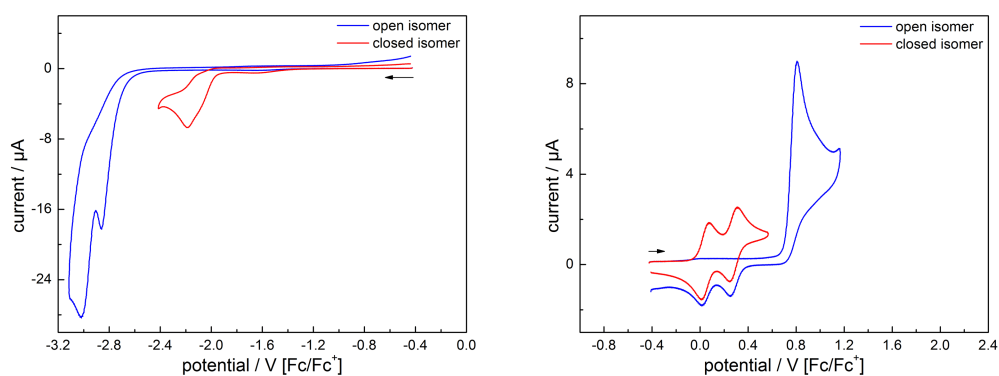 open isomer
closed isomer
0
-8
-16
-24
current / µA
-3.2 -2.8 -2.4 -2.0 -1.6 -1.2 -0.8 -0.4 0.0
potential / V [Fc/Fc+]
open isomer
closed isomer
8
4
0
current / µA
-0.8 -0.4 0.0 0.4 0.8 1.2 1.6 2.0 2.4
potential / V [Fc/Fc+]